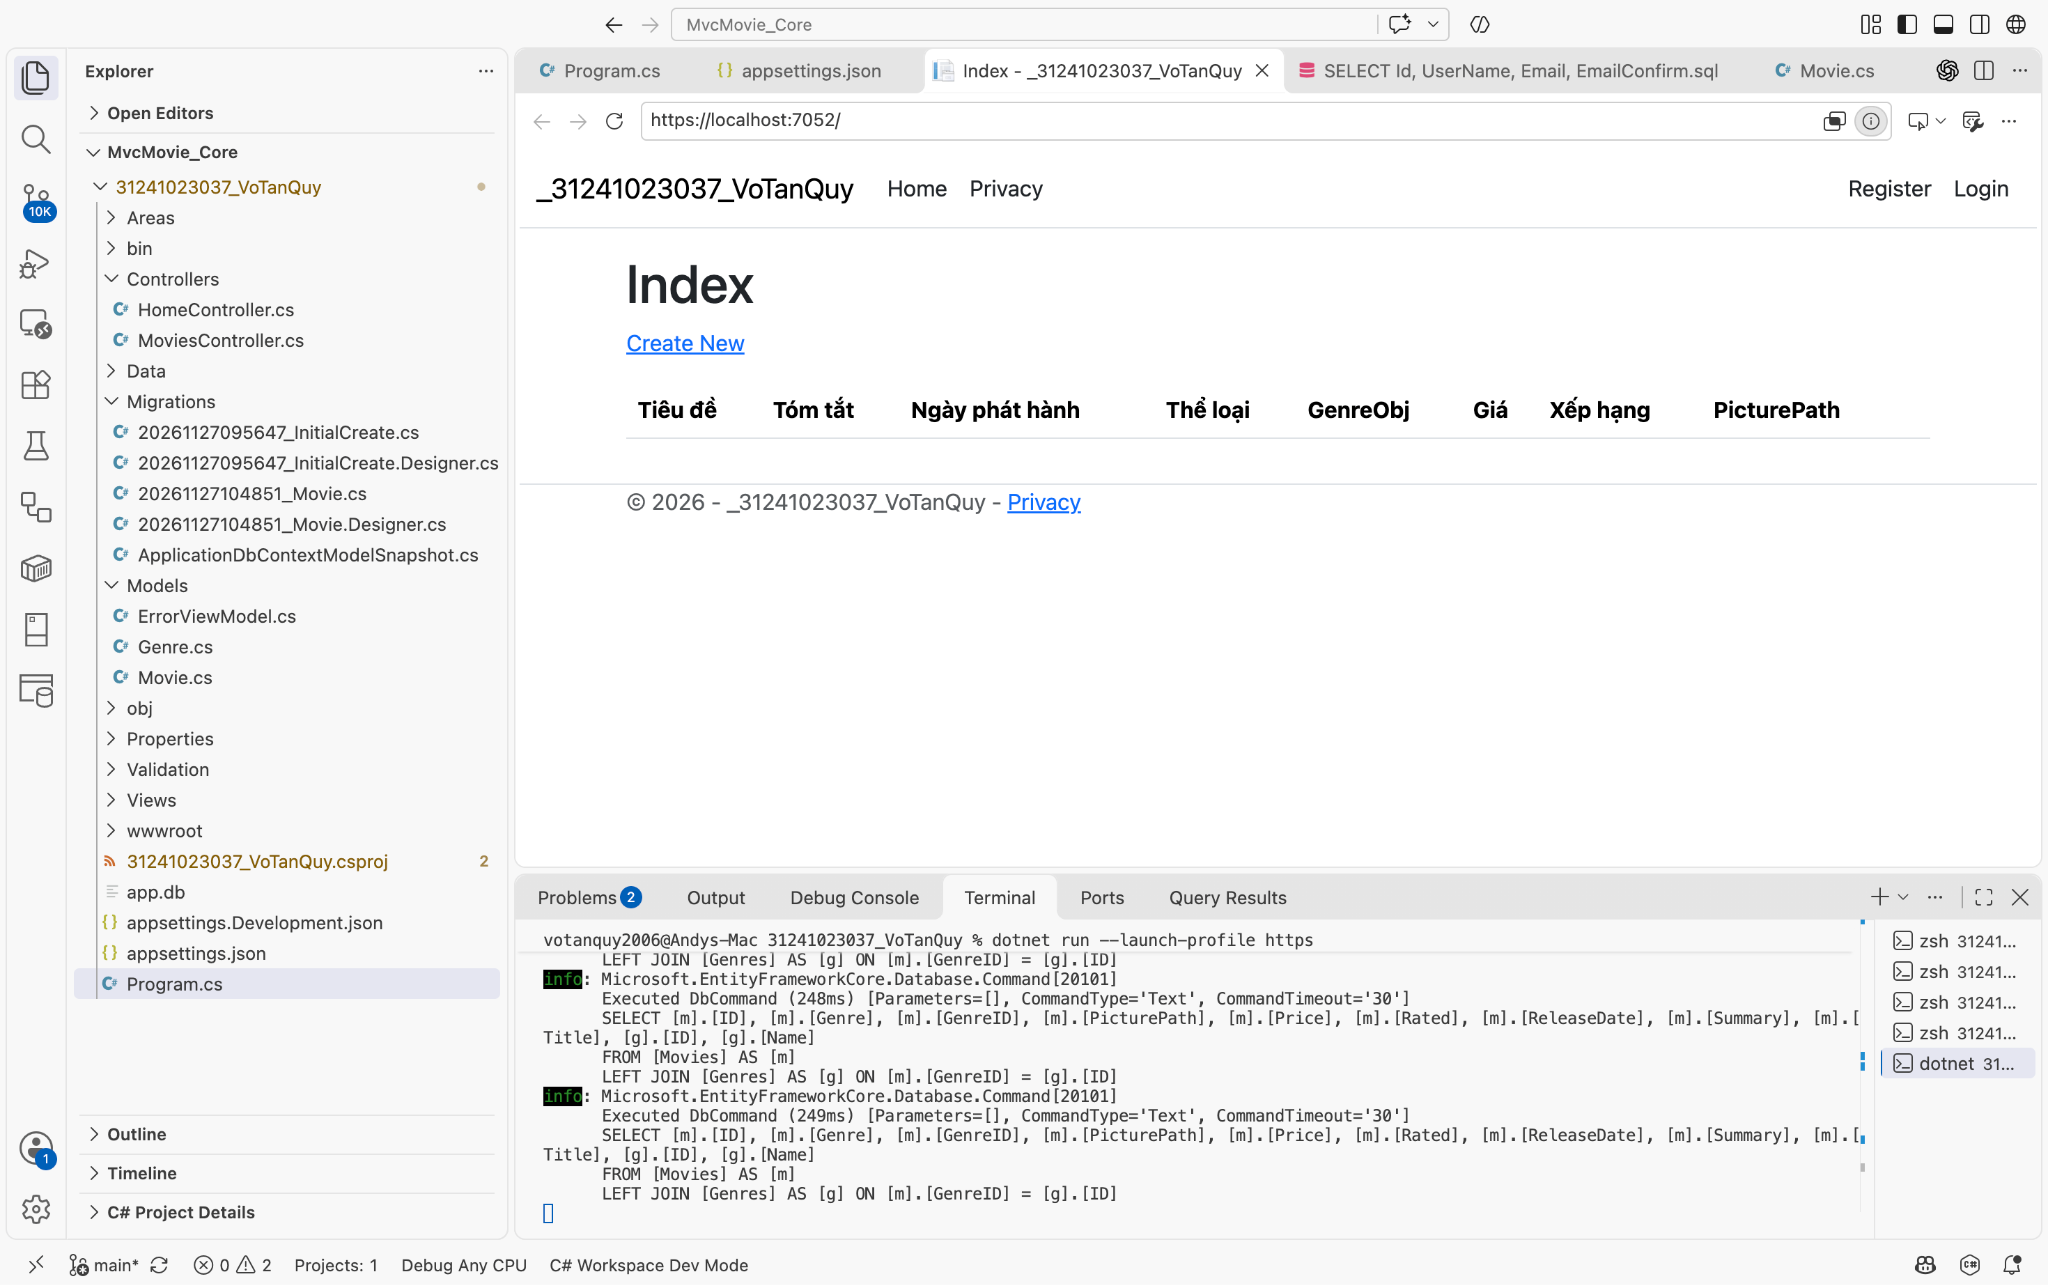 MvcMovie_Core
Explorer
Open Editors
MvcMovie_Core
31241023037_VoTanQuy
Areas
bin
Controllers
HomeController.cs
MoviesController.cs
Data
Migrations
20261127095647_InitialCreate.cs
20261127095647_InitialCreate.Designer.cs
20261127104851_Movie.cs
20261127104851_Movie.Designer.cs
ApplicationDbContextModelSnapshot.cs
Models
ErrorViewModel.cs
Genre.cs
Movie.cs
obj
Properties
Validation
Views
wwwroot
31241023037_VoTanQuy.csproj 2
app.db
appsettings.Development.json
appsettings.json
Program.cs
Outline
Timeline
C# Project Details
10K
1
Program.cs
appsettings.json
Index - _31241023037_VoTanQuy
SELECT Id, UserName, Email, EmailConfirm.sql
Movie.cs
https://localhost:7052/
_31241023037_VoTanQuy Home Privacy Register Login
Index
Create New
Tiêu đề Tóm tắt Ngày phát hành Thể loại GenreObj Giá Xếp hạng PicturePath
© 2026 - _31241023037_VoTanQuy - Privacy
Problems 2 Output Debug Console Terminal Ports Query Results
votanquy2006@Andys-Mac 31241023037_VoTanQuy % dotnet run --launch-profile https
LEFT JOIN [Genres] AS [g] ON [m].[GenreID] = [g].[ID]
info: Microsoft.EntityFrameworkCore.Database.Command[20101]
Executed DbCommand (248ms) [Parameters=[], CommandType='Text', CommandTimeout='30']
SELECT [m].[ID], [m].[Genre], [m].[GenreID], [m].[PicturePath], [m].[Price], [m].[Rated], [m].[ReleaseDate], [m].[Summary], [m].[
Title], [g].[ID], [g].[Name]
FROM [Movies] AS [m]
LEFT JOIN [Genres] AS [g] ON [m].[GenreID] = [g].[ID]
info: Microsoft.EntityFrameworkCore.Database.Command[20101]
Executed DbCommand (249ms) [Parameters=[], CommandType='Text', CommandTimeout='30']
SELECT [m].[ID], [m].[Genre], [m].[GenreID], [m].[PicturePath], [m].[Price], [m].[Rated], [m].[ReleaseDate], [m].[Summary], [m].[
Title], [g].[ID], [g].[Name]
FROM [Movies] AS [m]
LEFT JOIN [Genres] AS [g] ON [m].[GenreID] = [g].[ID]
zsh 31241...
zsh 31241...
zsh 31241...
zsh 31241...
dotnet 31...
main* 0 2 Projects: 1 Debug Any CPU C# Workspace Dev Mode